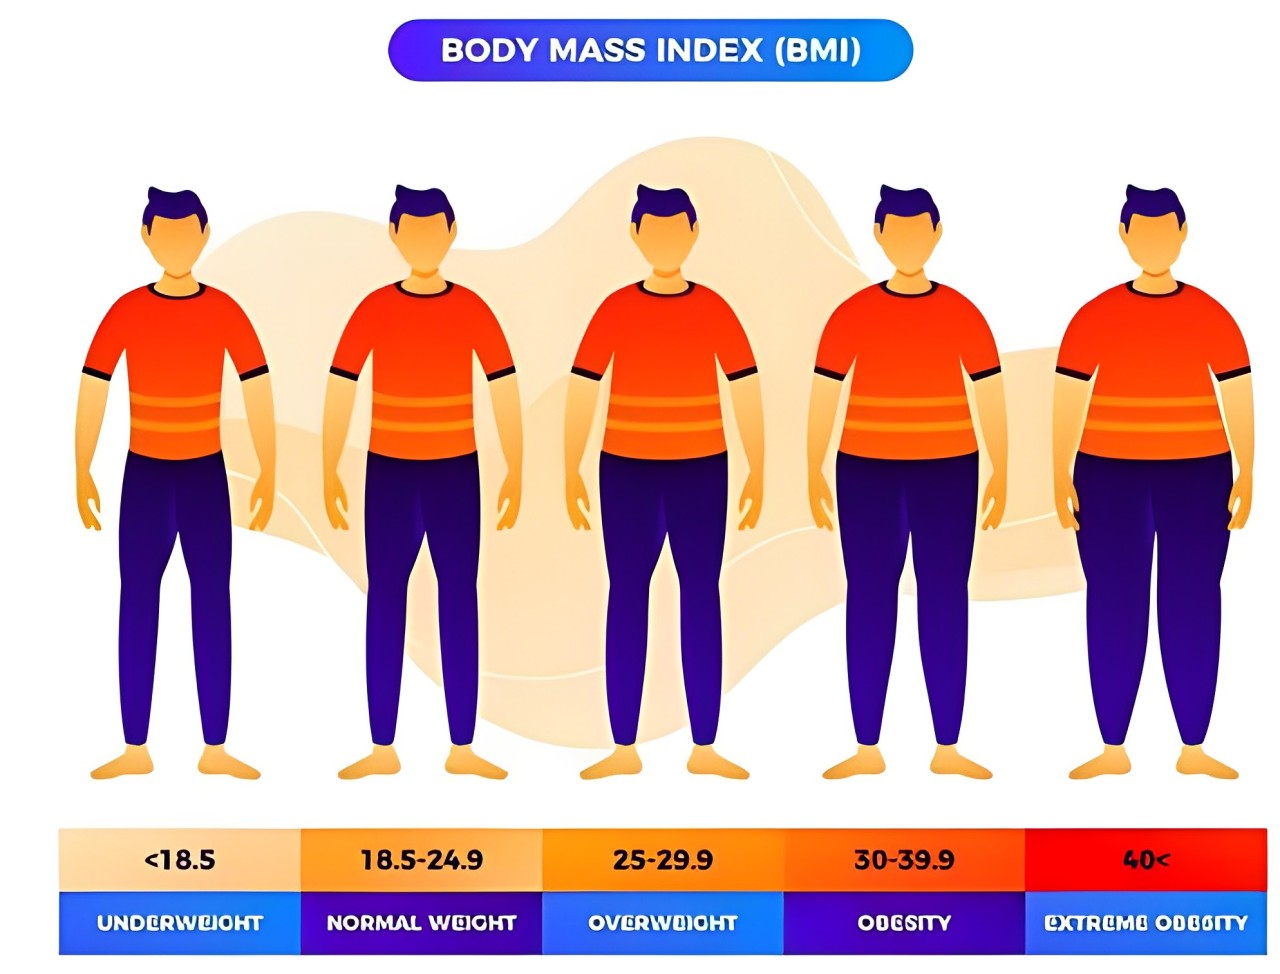 BODY MASS INDEX (BMI)
<18.5
18.5-24.9
25-29.9
30-39.9
40<
UNDERWEIGHT
NORMAL WEIGHT
OVERWEIGHT
OBESITY
EXTREME OBESITY